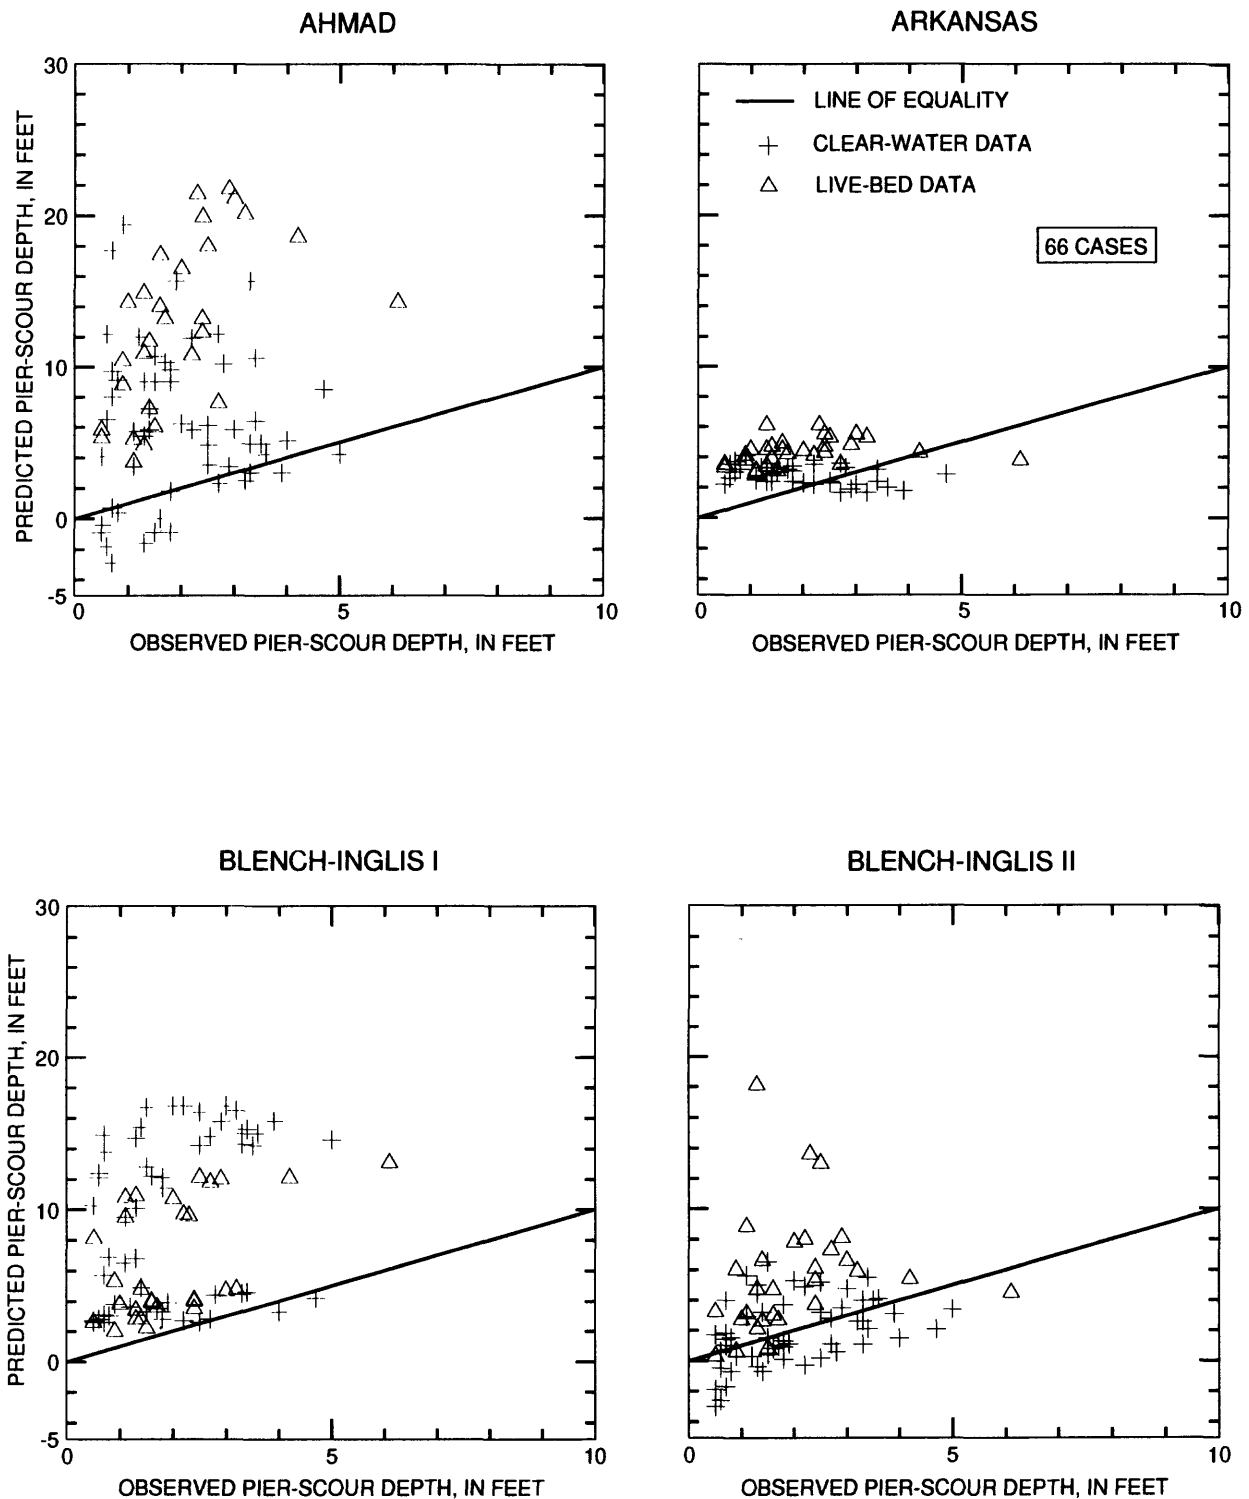 AHMAD
30
20
10
0
-5
0
5
10
PREDICTED PIER-SCOUR DEPTH, IN FEET
OBSERVED PIER-SCOUR DEPTH, IN FEET
ARKANSAS
LINE OF EQUALITY
CLEAR-WATER DATA
LIVE-BED DATA
66 CASES
0
5
10
OBSERVED PIER-SCOUR DEPTH, IN FEET
BLENCH-INGLIS I
30
20
10
0
-5
0
5
10
PREDICTED PIER-SCOUR DEPTH, IN FEET
OBSERVED PIER-SCOUR DEPTH, IN FEET
BLENCH-INGLIS II
0
5
10
OBSERVED PIER-SCOUR DEPTH, IN FEET